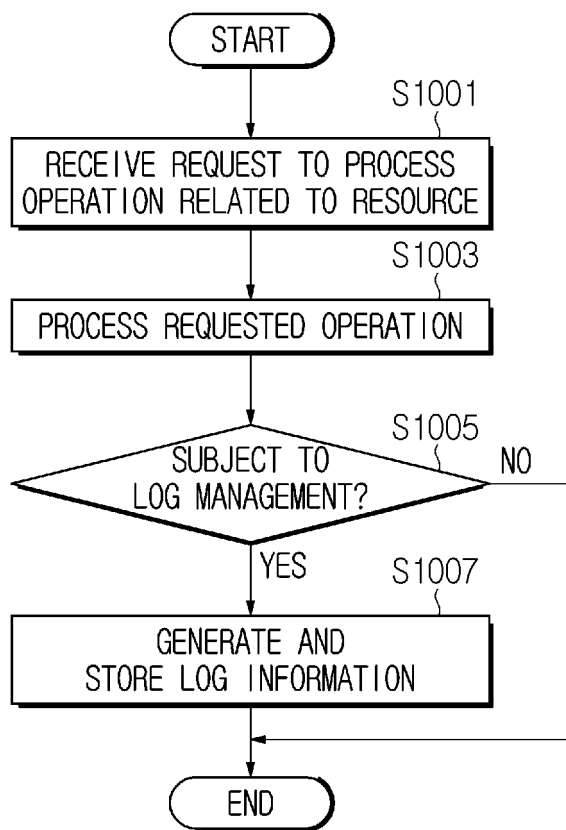 START
S1001
RECEIVE REQUEST TO PROCESS
OPERATION RELATED TO RESOURCE
S1003
PROCESS REQUESTED OPERATION
S1005
SUBJECT TO
LOG MANAGEMENT?
NO
YES
S1007
GENERATE AND
STORE LOG INFORMATION
END